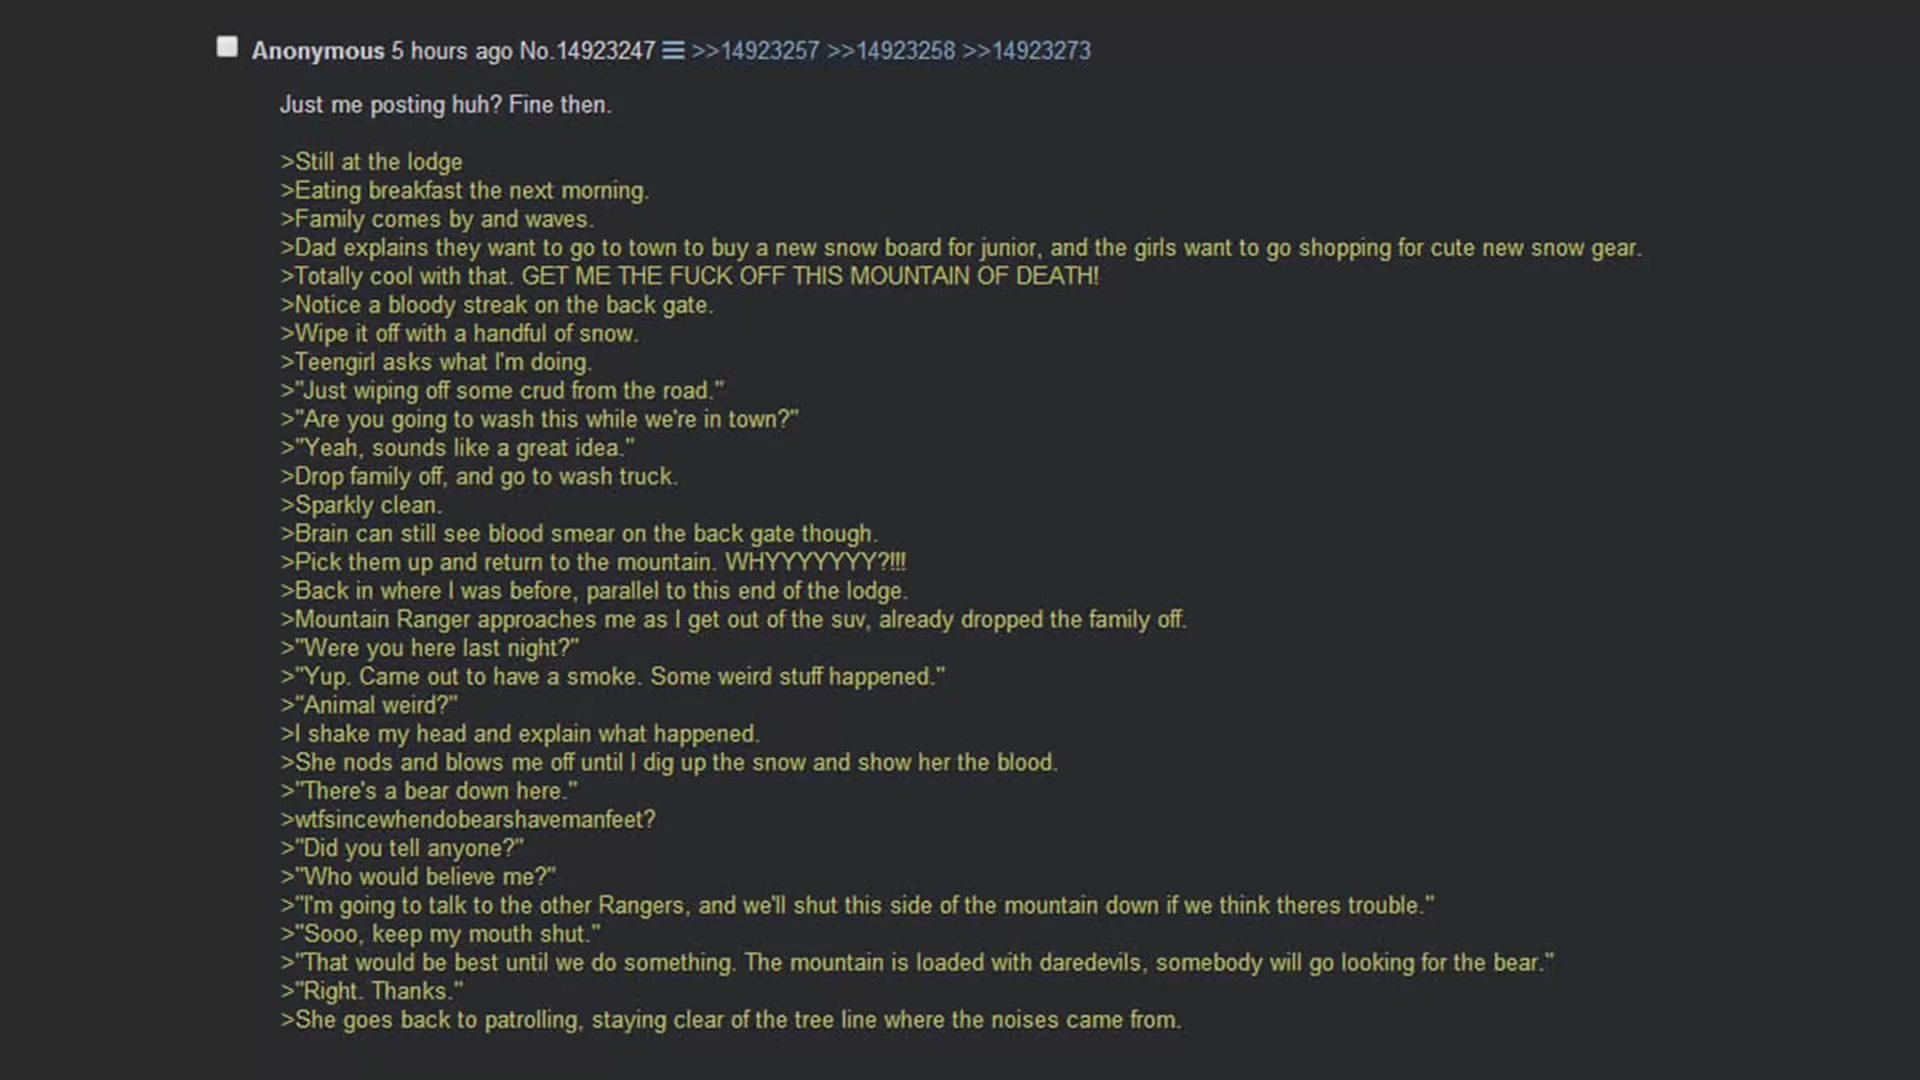 Anonymous 5 hours ago No.14923247 ☰ >>14923257 >>14923258 >>14923273
Just me posting huh? Fine then.
>Still at the lodge
>Eating breakfast the next morning.
>Family comes by and waves.
>Dad explains they want to go to town to buy a new snow board for junior, and the girls want to go shopping for cute new snow gear.
>Totally cool with that. GET ME THE FUCK OFF THIS MOUNTAIN OF DEATH!
>Notice a bloody streak on the back gate.
>Wipe it off with a handful of snow.
>Teengirl asks what I'm doing.
>"Just wiping off some crud from the road."
>"Are you going to wash this while we're in town?"
>"Yeah, sounds like a great idea."
>Drop family off, and go to wash truck.
>Sparkly clean.
>Brain can still see blood smear on the back gate though.
>Pick them up and return to the mountain. WHYYYYYYY?!!!
>Back in where I was before, parallel to this end of the lodge.
>Mountain Ranger approaches me as I get out of the suv, already dropped the family off.
>"Were you here last night?"
>"Yup. Came out to have a smoke. Some weird stuff happened."
>"Animal weird?"
>I shake my head and explain what happened.
>She nods and blows me off until I dig up the snow and show her the blood.
>"There's a bear down here."
>wtfsincewhendobearshavemanfeet?
>"Did you tell anyone?"
>"Who would believe me?"
>"I'm going to talk to the other Rangers, and we'll shut this side of the mountain down if we think theres trouble."
>"Sooo, keep my mouth shut."
>"That would be best until we do something. The mountain is loaded with daredevils, somebody will go looking for the bear."
>"Right. Thanks."
>She goes back to patrolling, staying clear of the tree line where the noises came from.